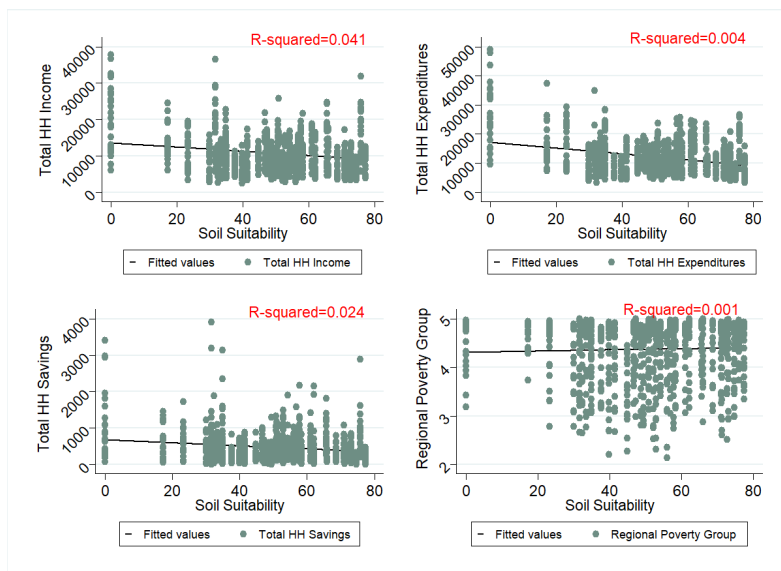 R-squared=0.041
Total HH Income
40000
30000
20000
10000
0
0 20 40 60 80
Soil Suitability
Fitted values Total HH Income
R-squared=0.004
Total HH Expenditures
50000
40000
30000
20000
10000
0
0 20 40 60 80
Soil Suitability
Fitted values Total HH Expenditures
R-squared=0.024
Total HH Savings
4000
3000
2000
1000
0
0 20 40 60 80
Soil Suitability
Fitted values Total HH Savings
R-squared=0.001
Regional Poverty Group
5
4
3
2
0 20 40 60 80
Soil Suitability
Fitted values Regional Poverty Group